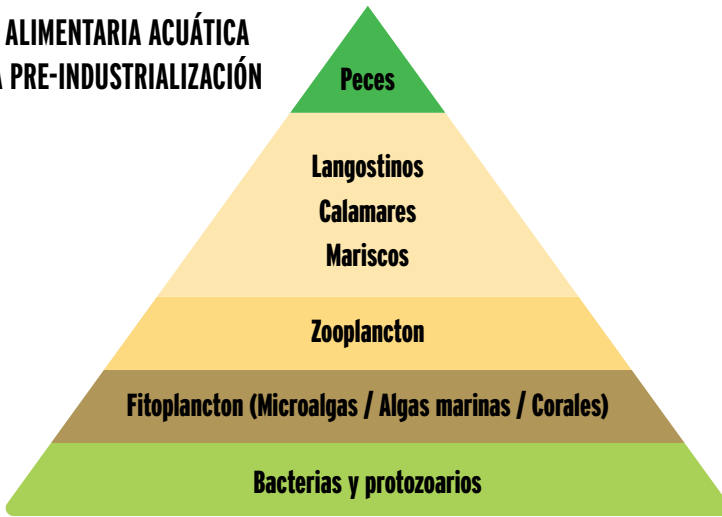 ALIMENTARIA ACUÁTICA
A PRE-INDUSTRIALIZACIÓN
Peces
Langostinos
Calamares
Mariscos
Zooplancton
Fitoplancton (Microalgas / Algas marinas / Corales)
Bacterias y protozoarios